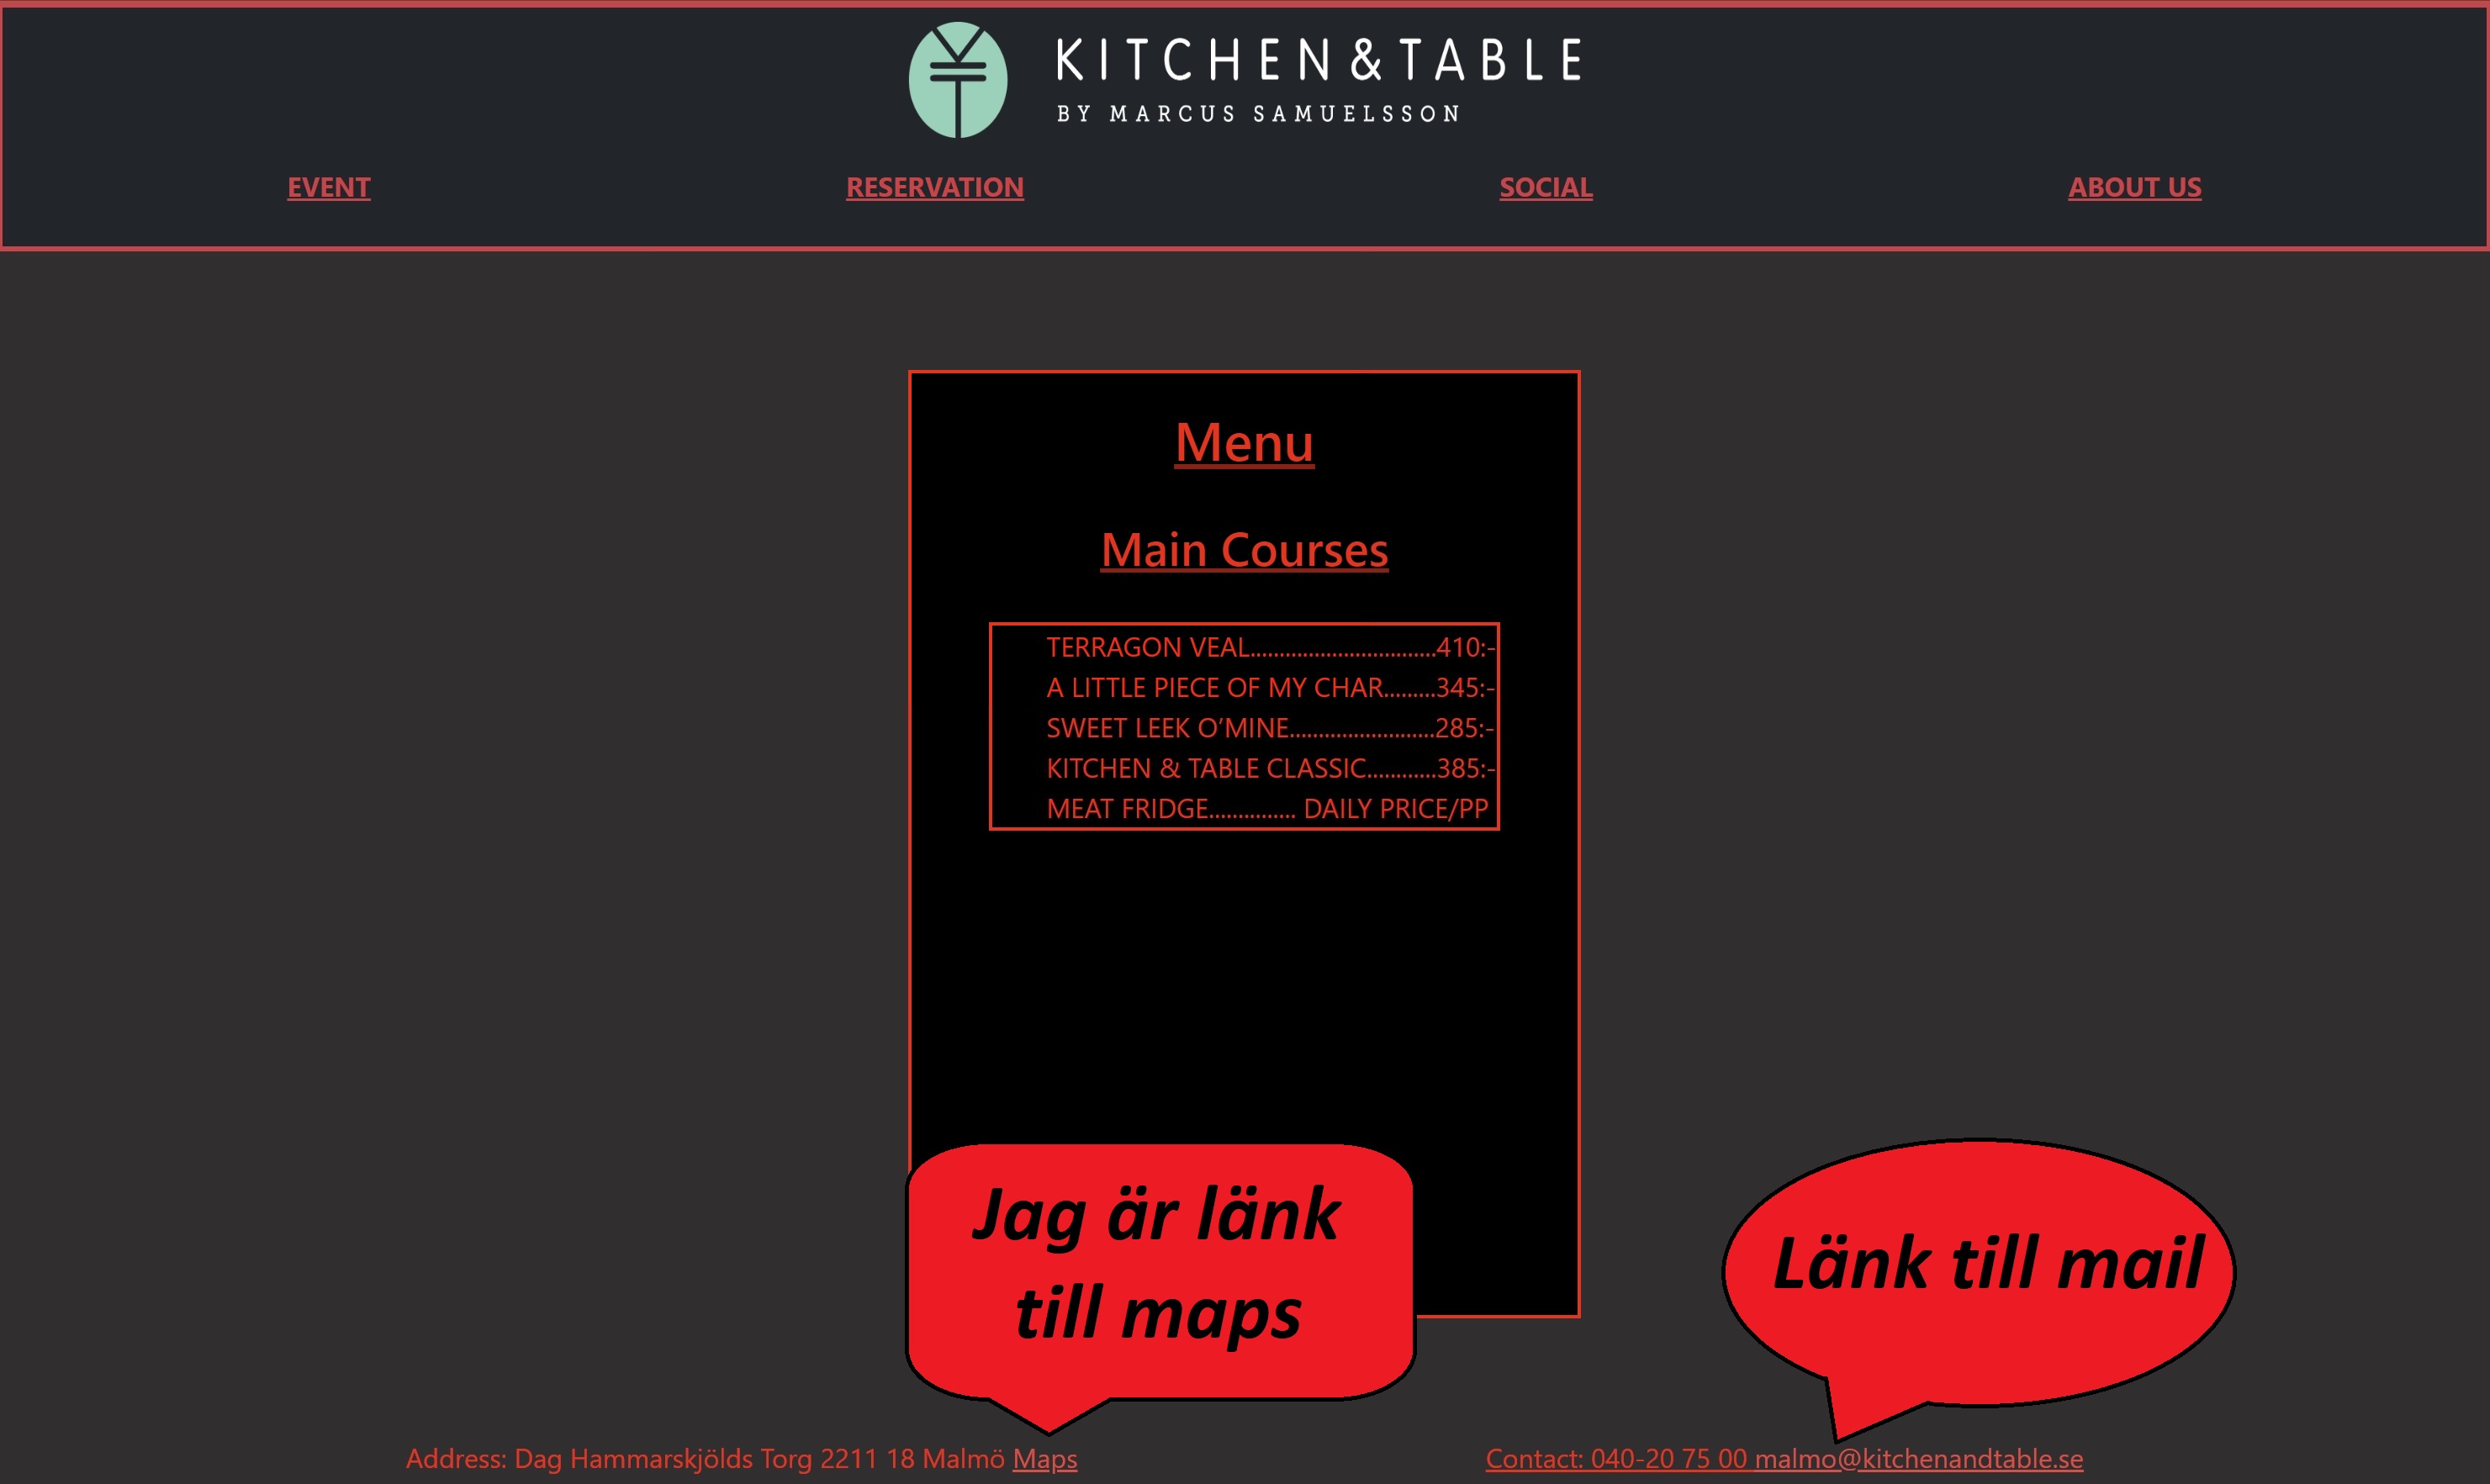 KITCHEN&TABLE
BY MARCUS SAMUELSSON
EVENT RESERVATION SOCIAL ABOUT US
Menu
Main Courses
TERRAGON VEAL................................410:-
A LITTLE PIECE OF MY CHAR.........345:-
SWEET LEEK O’MINE.........................285:-
KITCHEN & TABLE CLASSIC............385:-
MEAT FRIDGE............... DAILY PRICE/PP
Jag är länk
till maps
Länk till mail
Address: Dag Hammarskjölds Torg 2211 18 Malmö Maps
Contact: 040-20 75 00 malmo@kitchenandtable.se